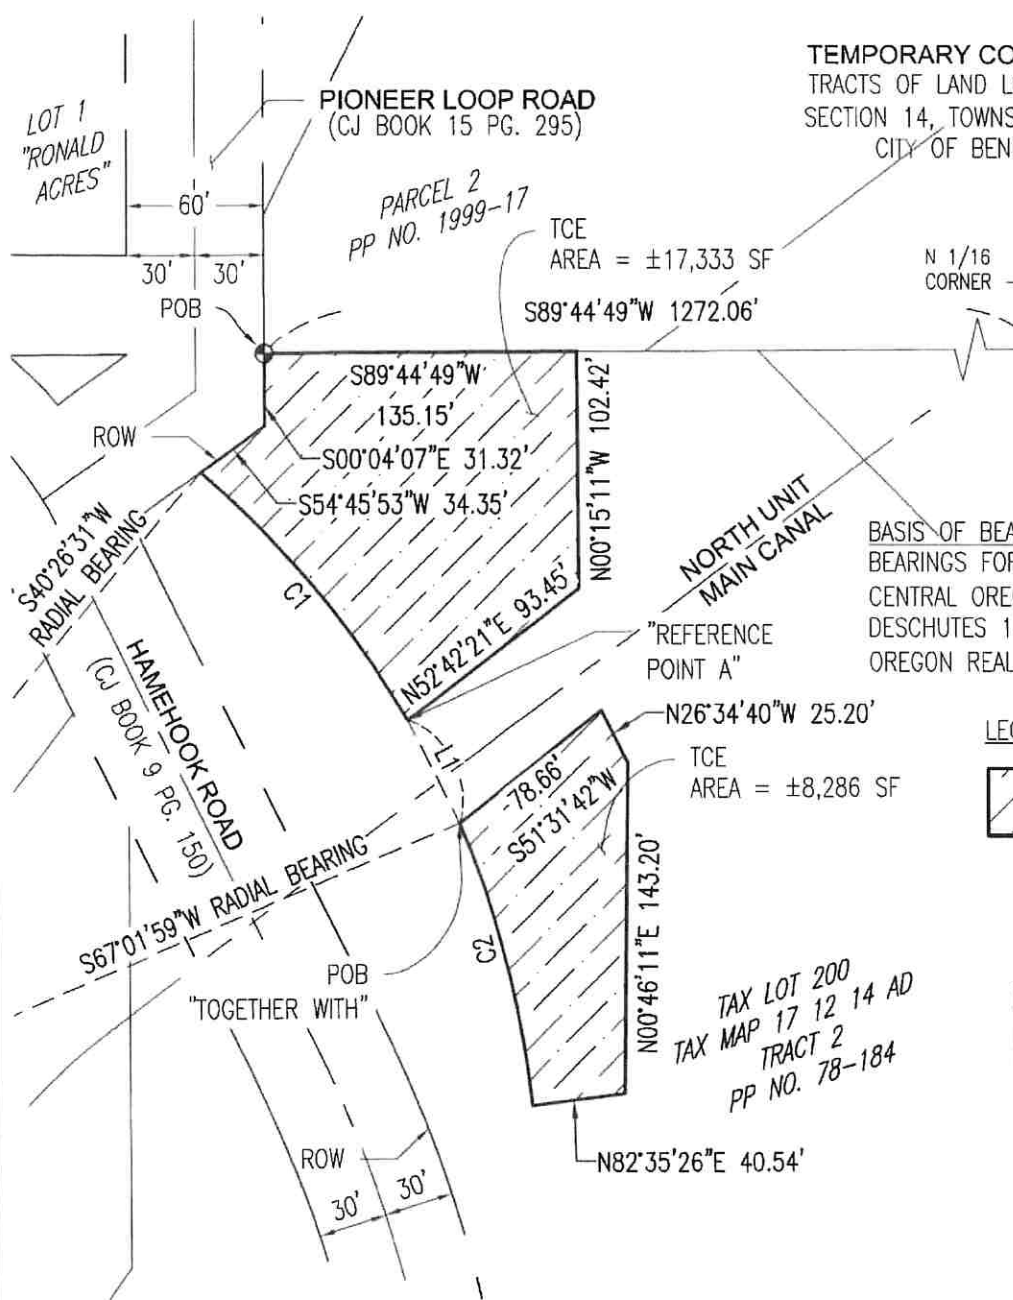 TEMPORARY CO
TRACTS OF LAND L
SECTION 14, TOWNS
CITY OF BEN
LOT 1
"RONALD
ACRES"
PIONEER LOOP ROAD
(CJ BOOK 15 PG. 295)
60'
30'
30'
PARCEL 2
PP NO. 1999-17
TCE
AREA = ±17,333 SF
N 1/16
CORNER
S89°44'49"W 1272.06'
POB
S89°44'49"W
135.15'
N00°15'11"W 102.42'
ROW
S00°04'07"E 31.32'
S54°45'53"W 34.35'
S40°26'31"W
RADIAL BEARING
C1
N52°42'21"E 93.45'
NORTH UNIT
MAIN CANAL
BASIS OF BEA
BEARINGS FOR
CENTRAL ORE
DESCHUTES 1
OREGON REAL
"REFERENCE
POINT A"
HAMEHOOK ROAD
(CJ BOOK 9 PG. 150)
L1
N26°34'40"W 25.20'
LE
TCE
AREA = ±8,286 SF
78.66'
S51°31'42"W
S67°01'59"W RADIAL BEARING
C2
N00°46'11"E 143.20'
POB
"TOGETHER WITH"
TAX LOT 200
TAX MAP 17 12 14 AD
TRACT 2
PP NO. 78-184
ROW
N82°35'26"E 40.54'
30'
30'